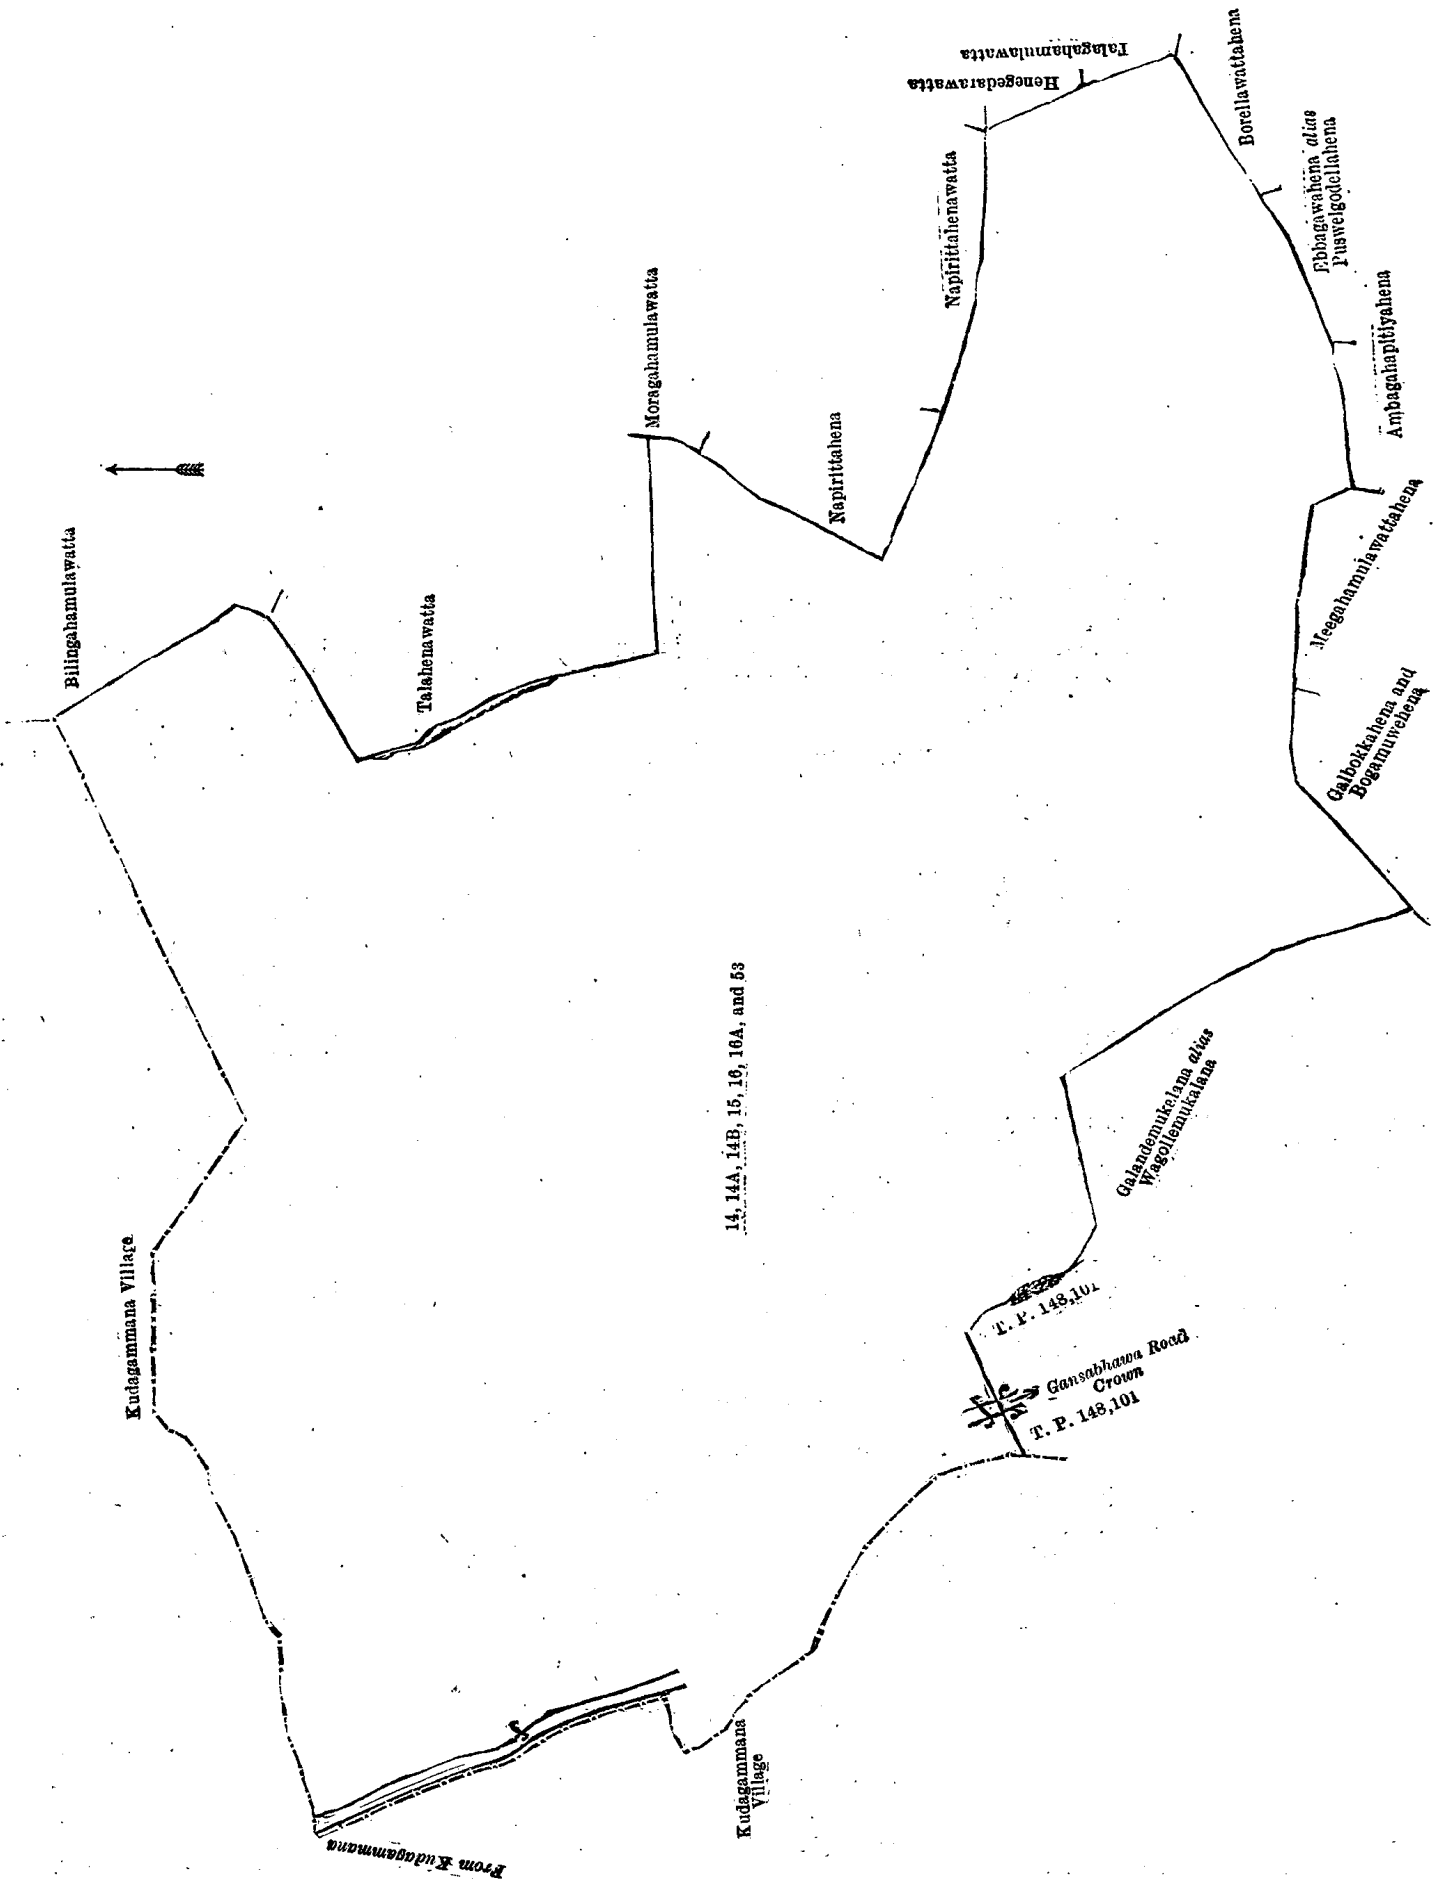 Bilingahamulawatta
Talahenawatta
Moragahamulawatta
Napirittahena
Napirittahenawatta
Henegedarawatta
Talagahamulawatta
Borellawattahena
Ebbagawahena alias
Puswelgodellahena
Ambagahapitiyahena
Meegahamulawattahena
Galbokkahena and
Bogamuwehena
Galandemukelana alias
Wagollemukalana
T. P. 148,101
Gansabhawa Road
Crown
T. P. 148,101
Kudagammana
Village
From Kudagammana
Kudagammana Village
14, 14A, 14B, 15, 16, 16A, and 53